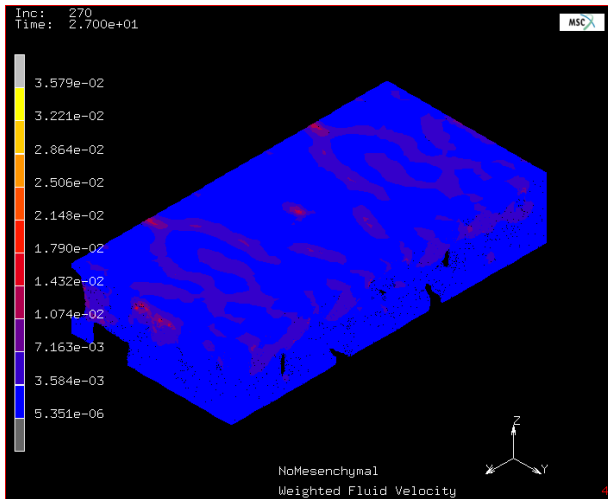 Inc: 270
Time: 2.700e+01
MSC
3.579e-02
3.221e-02
2.864e-02
2.506e-02
2.148e-02
1.790e-02
1.432e-02
1.074e-02
7.163e-03
3.584e-03
5.351e-06
Z
X Y
NoMesenchymal
Weighted Fluid Velocity
4